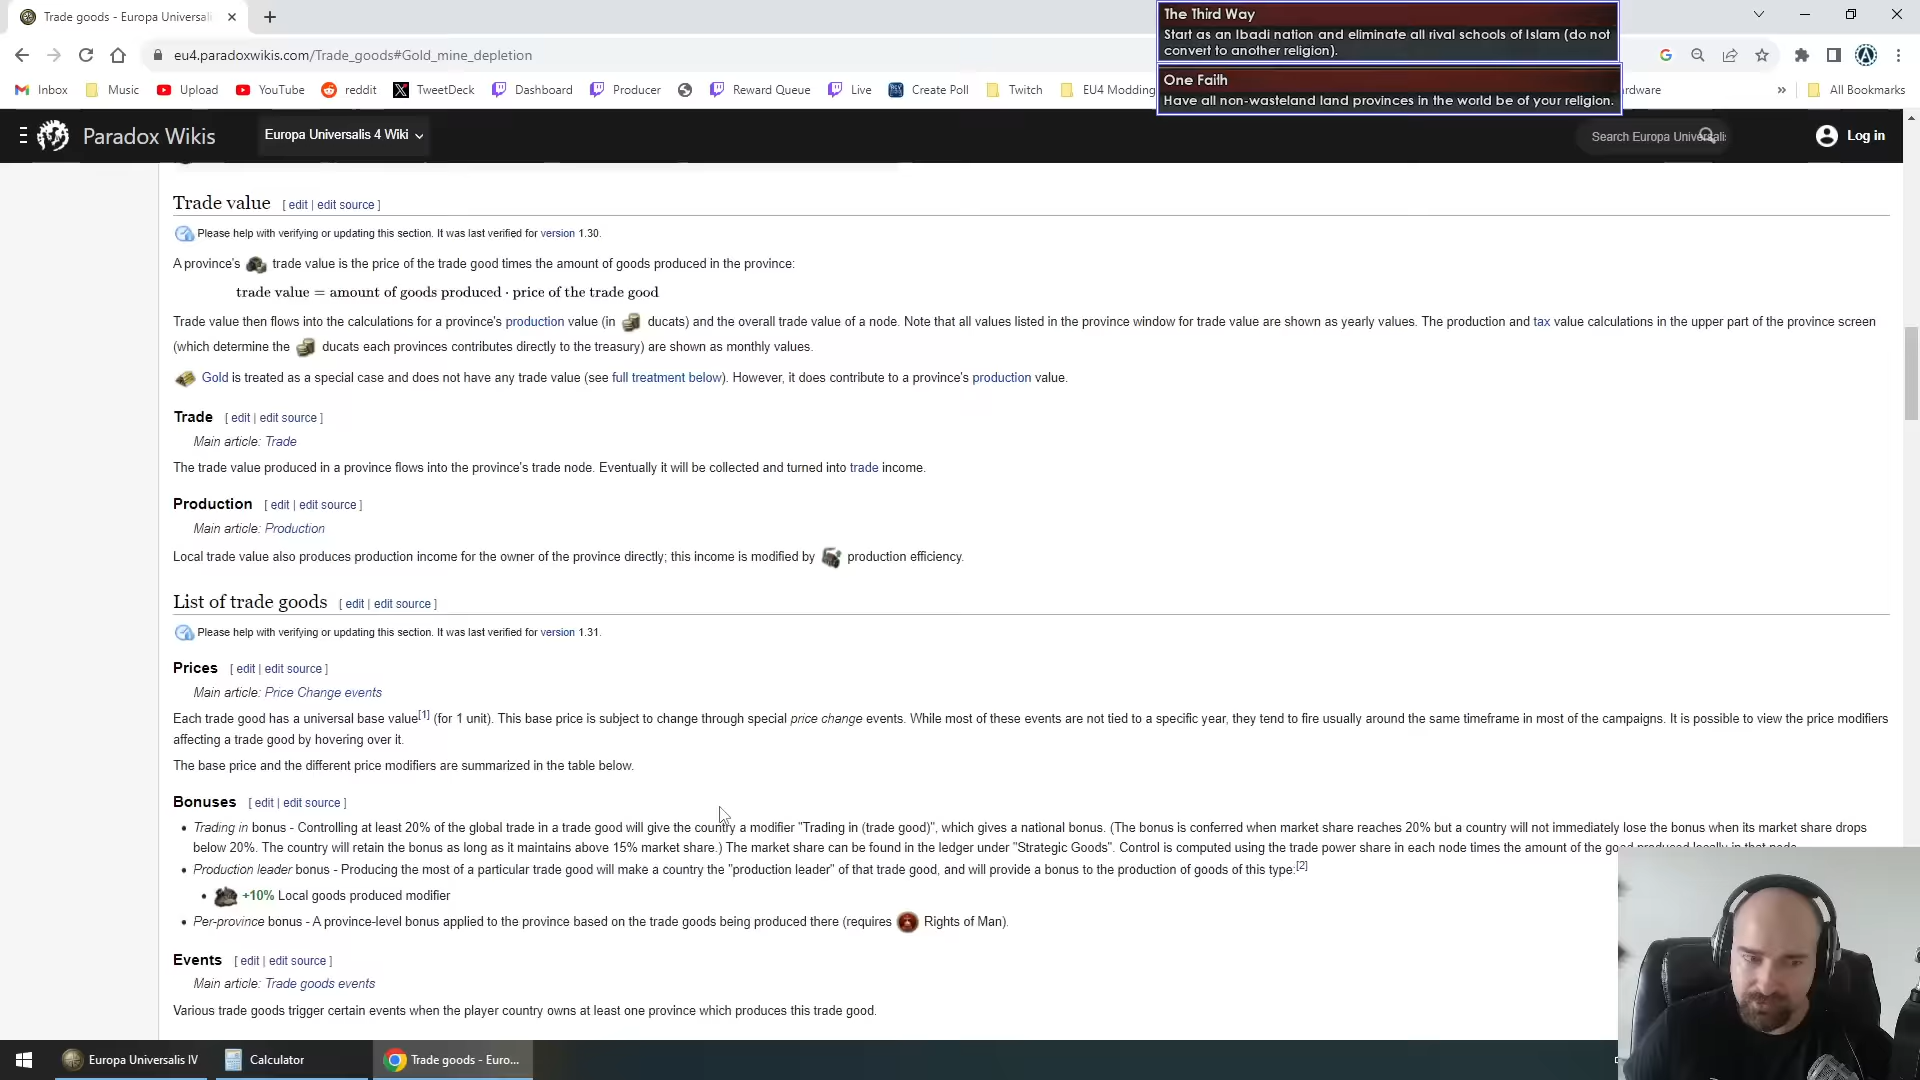 Trade goods - Europa Universali
The Third Way
Start as an Ibadi nation and eliminate all rival schools of Islam (do not
convert to another religion).
One Faith
Have all non-wasteland land provinces in the world be of your religion.
eu4.paradoxwikis.com/Trade_goods#Gold_mine_depletion
Inbox
Music
Upload
YouTube
reddit
TweetDeck
Dashboard
Producer
Reward Queue
Live
Create Poll
Twitch
EU4 Modding
rdware
»
All Bookmarks
Paradox Wikis
Europa Universalis 4 Wiki
Search Europa Universalis
Log in
Trade value [ edit | edit source ]
Please help with verifying or updating this section. It was last verified for version 1.30.
A province's trade value is the price of the trade good times the amount of goods produced in the province:
trade value = amount of goods produced · price of the trade good
Trade value then flows into the calculations for a province's production value (in ducats) and the overall trade value of a node. Note that all values listed in the province window for trade value are shown as yearly values. The production and tax value calculations in the upper part of the province screen
(which determine the ducats each provinces contributes directly to the treasury) are shown as monthly values.
Gold is treated as a special case and does not have any trade value (see full treatment below). However, it does contribute to a province's production value.
Trade [ edit | edit source ]
Main article: Trade
The trade value produced in a province flows into the province's trade node. Eventually it will be collected and turned into trade income.
Production [ edit | edit source ]
Main article: Production
Local trade value also produces production income for the owner of the province directly; this income is modified by production efficiency.
List of trade goods [ edit | edit source ]
Please help with verifying or updating this section. It was last verified for version 1.31.
Prices [ edit | edit source ]
Main article: Price Change events
Each trade good has a universal base value[1] (for 1 unit). This base price is subject to change through special price change events. While most of these events are not tied to a specific year, they tend to fire usually around the same timeframe in most of the campaigns. It is possible to view the price modifiers
affecting a trade good by hovering over it.
The base price and the different price modifiers are summarized in the table below.
Bonuses [ edit | edit source ]
• Trading in bonus - Controlling at least 20% of the global trade in a trade good will give the country a modifier "Trading in (trade good)", which gives a national bonus. (The bonus is conferred when market share reaches 20% but a country will not immediately lose the bonus when its market share drops
below 20%. The country will retain the bonus as long as it maintains above 15% market share.) The market share can be found in the ledger under "Strategic Goods". Control is computed using the trade power share in each node times the amount of the good produced locally in that node.
• Production leader bonus - Producing the most of a particular trade good will make a country the "production leader" of that trade good, and will provide a bonus to the production of goods of this type:[2]
• +10% Local goods produced modifier
• Per-province bonus - A province-level bonus applied to the province based on the trade goods being produced there (requires Rights of Man).
Events [ edit | edit source ]
Main article: Trade goods events
Various trade goods trigger certain events when the player country owns at least one province which produces this trade good.
Europa Universalis IV
Calculator
Trade goods - Euro...